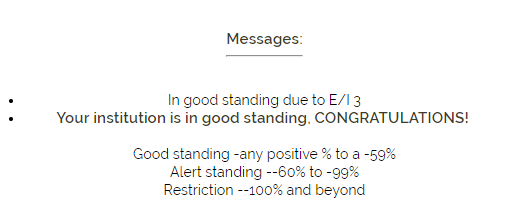 Messages:
In good standing due to E/I 3
Your institution is in good standing, CONGRATULATIONS!
Good standing -any positive % to a -59%
Alert standing --60% to -99%
Restriction --100% and beyond